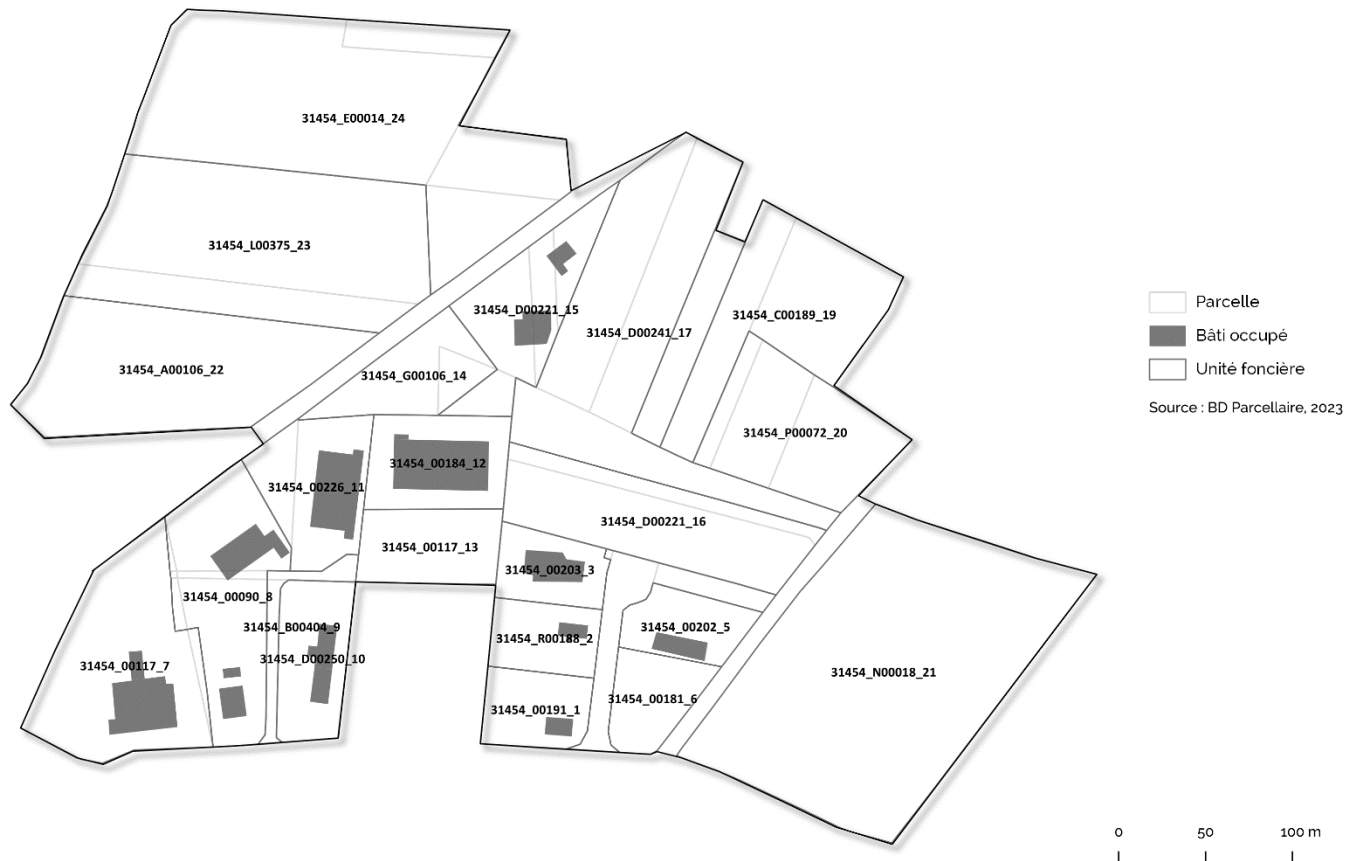 31454_E00014_24
31454_L00375_23
31454_A00106_22
31454_D00221_15
31454_D00241_17
31454_C00189_19
31454_G00106_14
31454_P00072_20
31454_00184_12
31454_00226_11
31454_D00221_16
31454_00117_13
31454_00203_3
31454_00090_8
31454_B00404_9
31454_R00188_2
31454_00202_5
31454_D00250_10
31454_00117_7
31454_N00018_21
31454_00181_6
31454_00191_1
Parcelle
Bâti occupé
Unité foncière
Source : BD Parcellaire, 2023
0 50 100 m